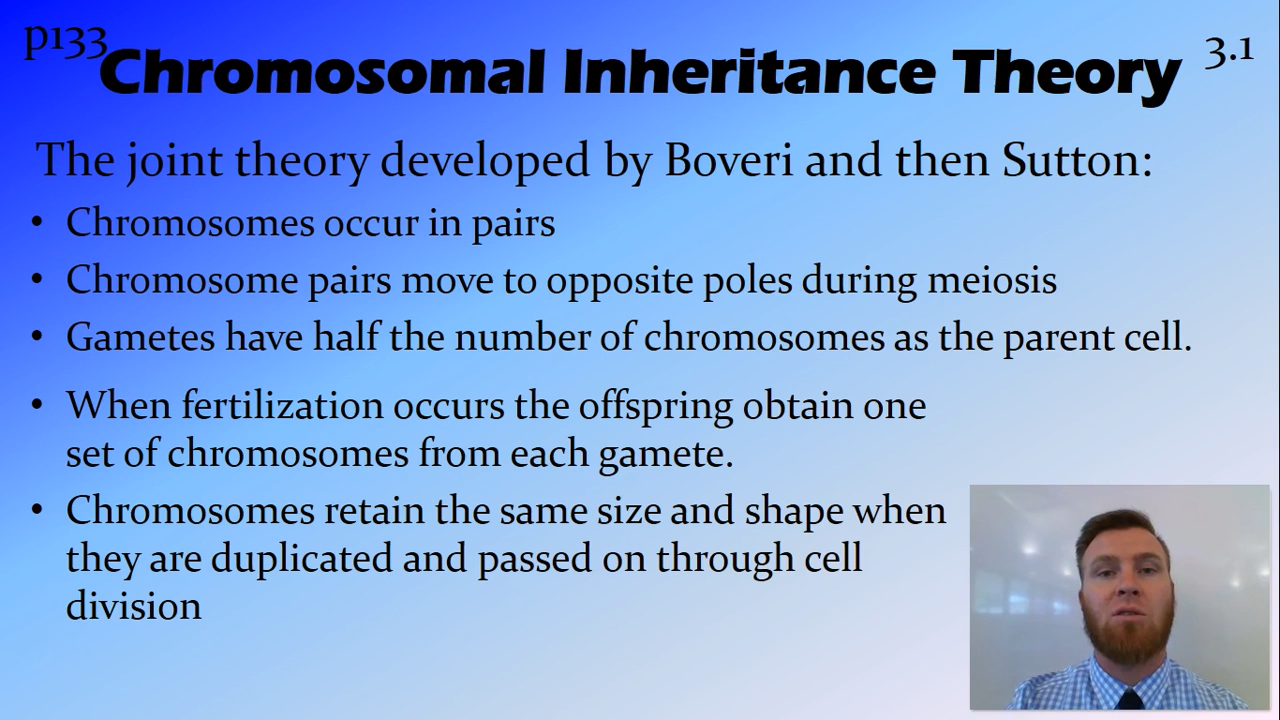 p133
Chromosomal Inheritance Theory
3.1
The joint theory developed by Boveri and then Sutton:
• Chromosomes occur in pairs
• Chromosome pairs move to opposite poles during meiosis
• Gametes have half the number of chromosomes as the parent cell.
• When fertilization occurs the offspring obtain one
set of chromosomes from each gamete.
• Chromosomes retain the same size and shape when
they are duplicated and passed on through cell
division